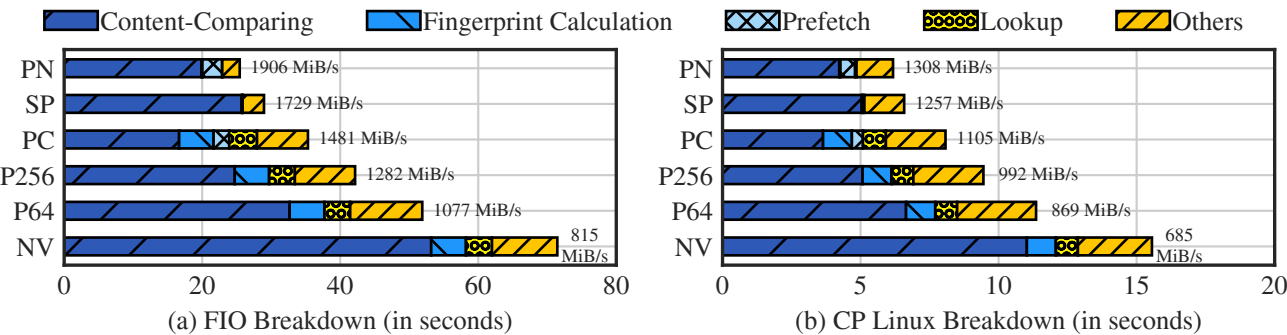 Content-Comparing Fingerprint Calculation Prefetch Lookup Others
PN 1906 MiB/s
SP 1729 MiB/s
PC 1481 MiB/s
P256 1282 MiB/s
P64 1077 MiB/s
NV 815 MiB/s
0 20 40 60 80
(a) FIO Breakdown (in seconds)
PN 1308 MiB/s
SP 1257 MiB/s
PC 1105 MiB/s
P256 992 MiB/s
P64 869 MiB/s
NV 685 MiB/s
0 5 10 15 20
(b) CP Linux Breakdown (in seconds)